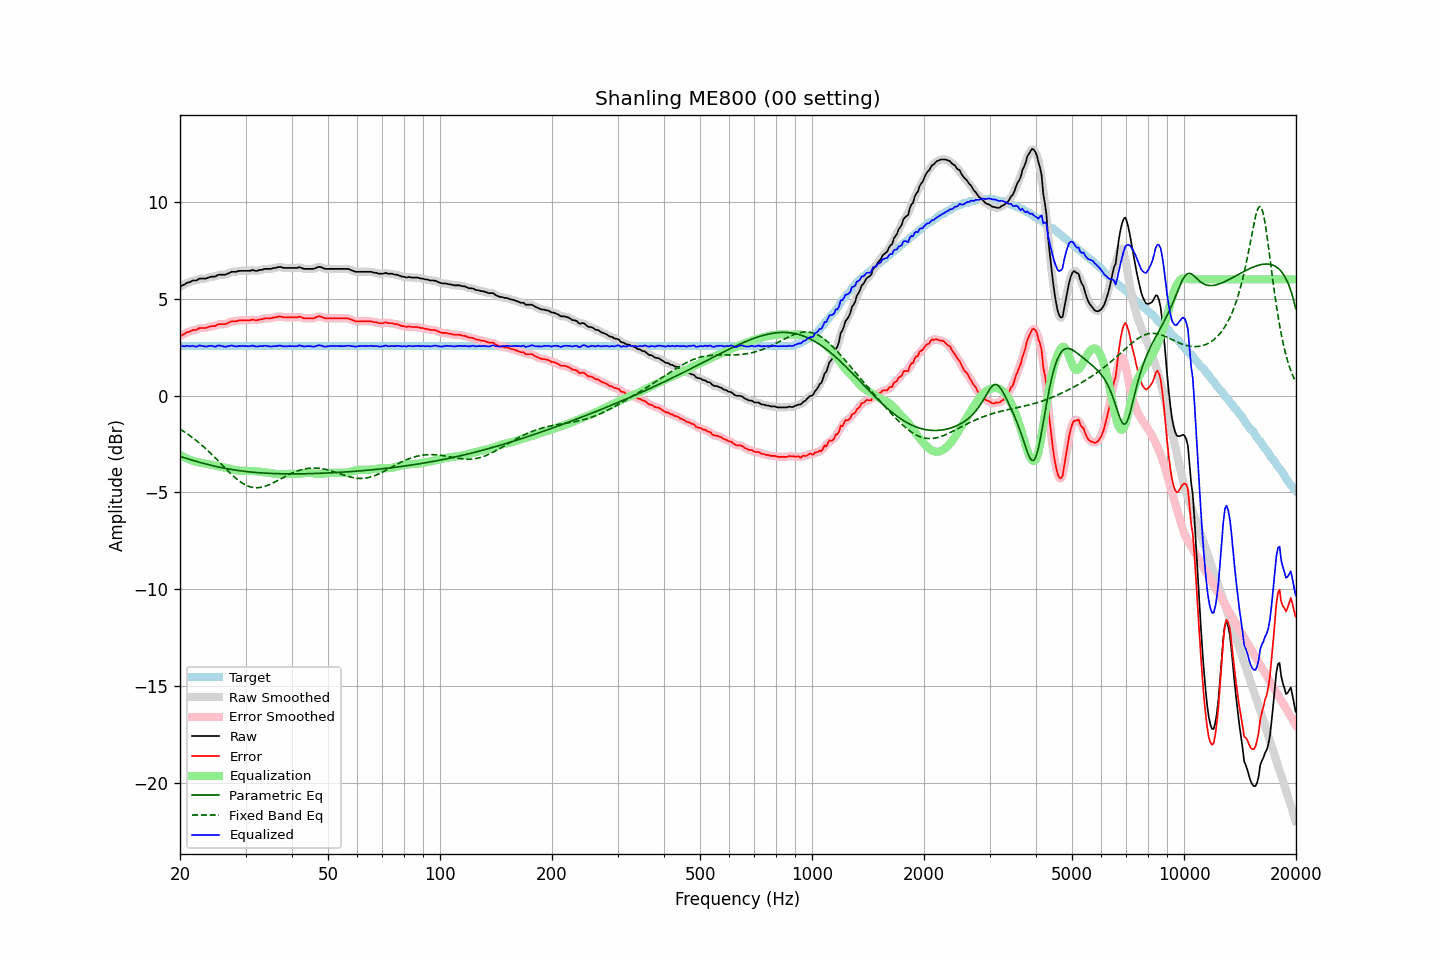 Shanling ME800 (00 setting)
Amplitude (dBr)
10
5
0
−5
−10
−15
−20
Target
Raw Smoothed
Error Smoothed
Raw
Error
Equalization
Parametric Eq
Fixed Band Eq
Equalized
20 50 100 200 500 1000 2000 5000 10000 20000
Frequency (Hz)